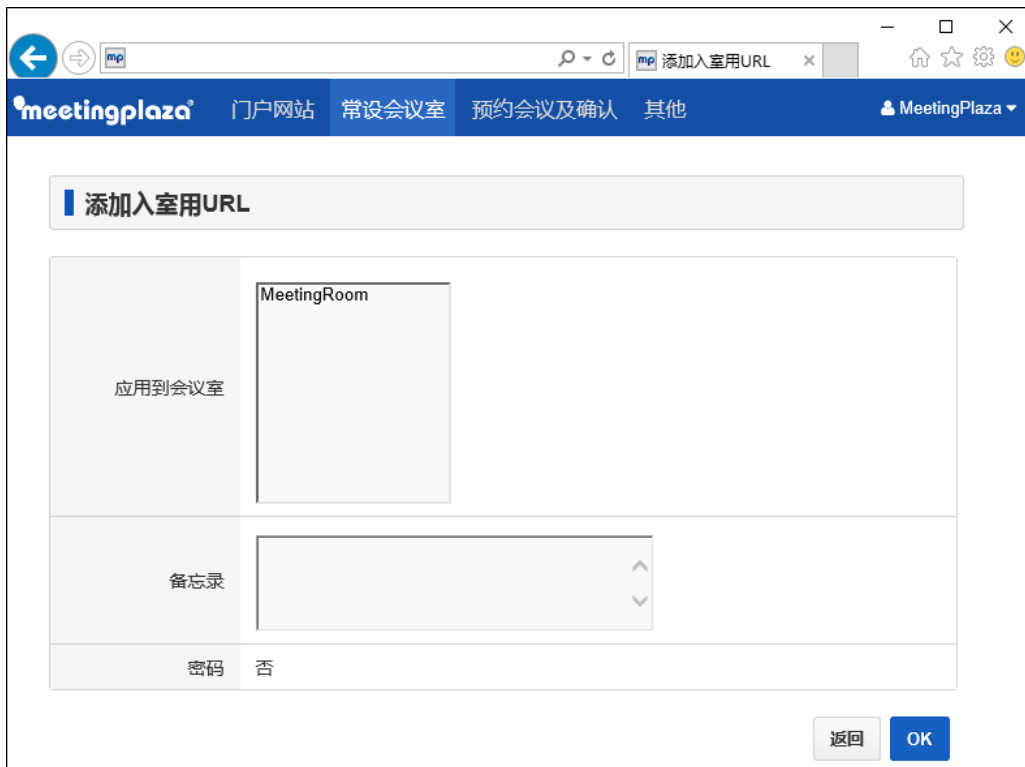 mp
mp 添加入室用URL
meetingplaza 门户网站 常设会议室 预约会议及确认 其他 MeetingPlaza
添加入室用URL
应用到会议室
MeetingRoom
备忘录
密码 否
返回 OK